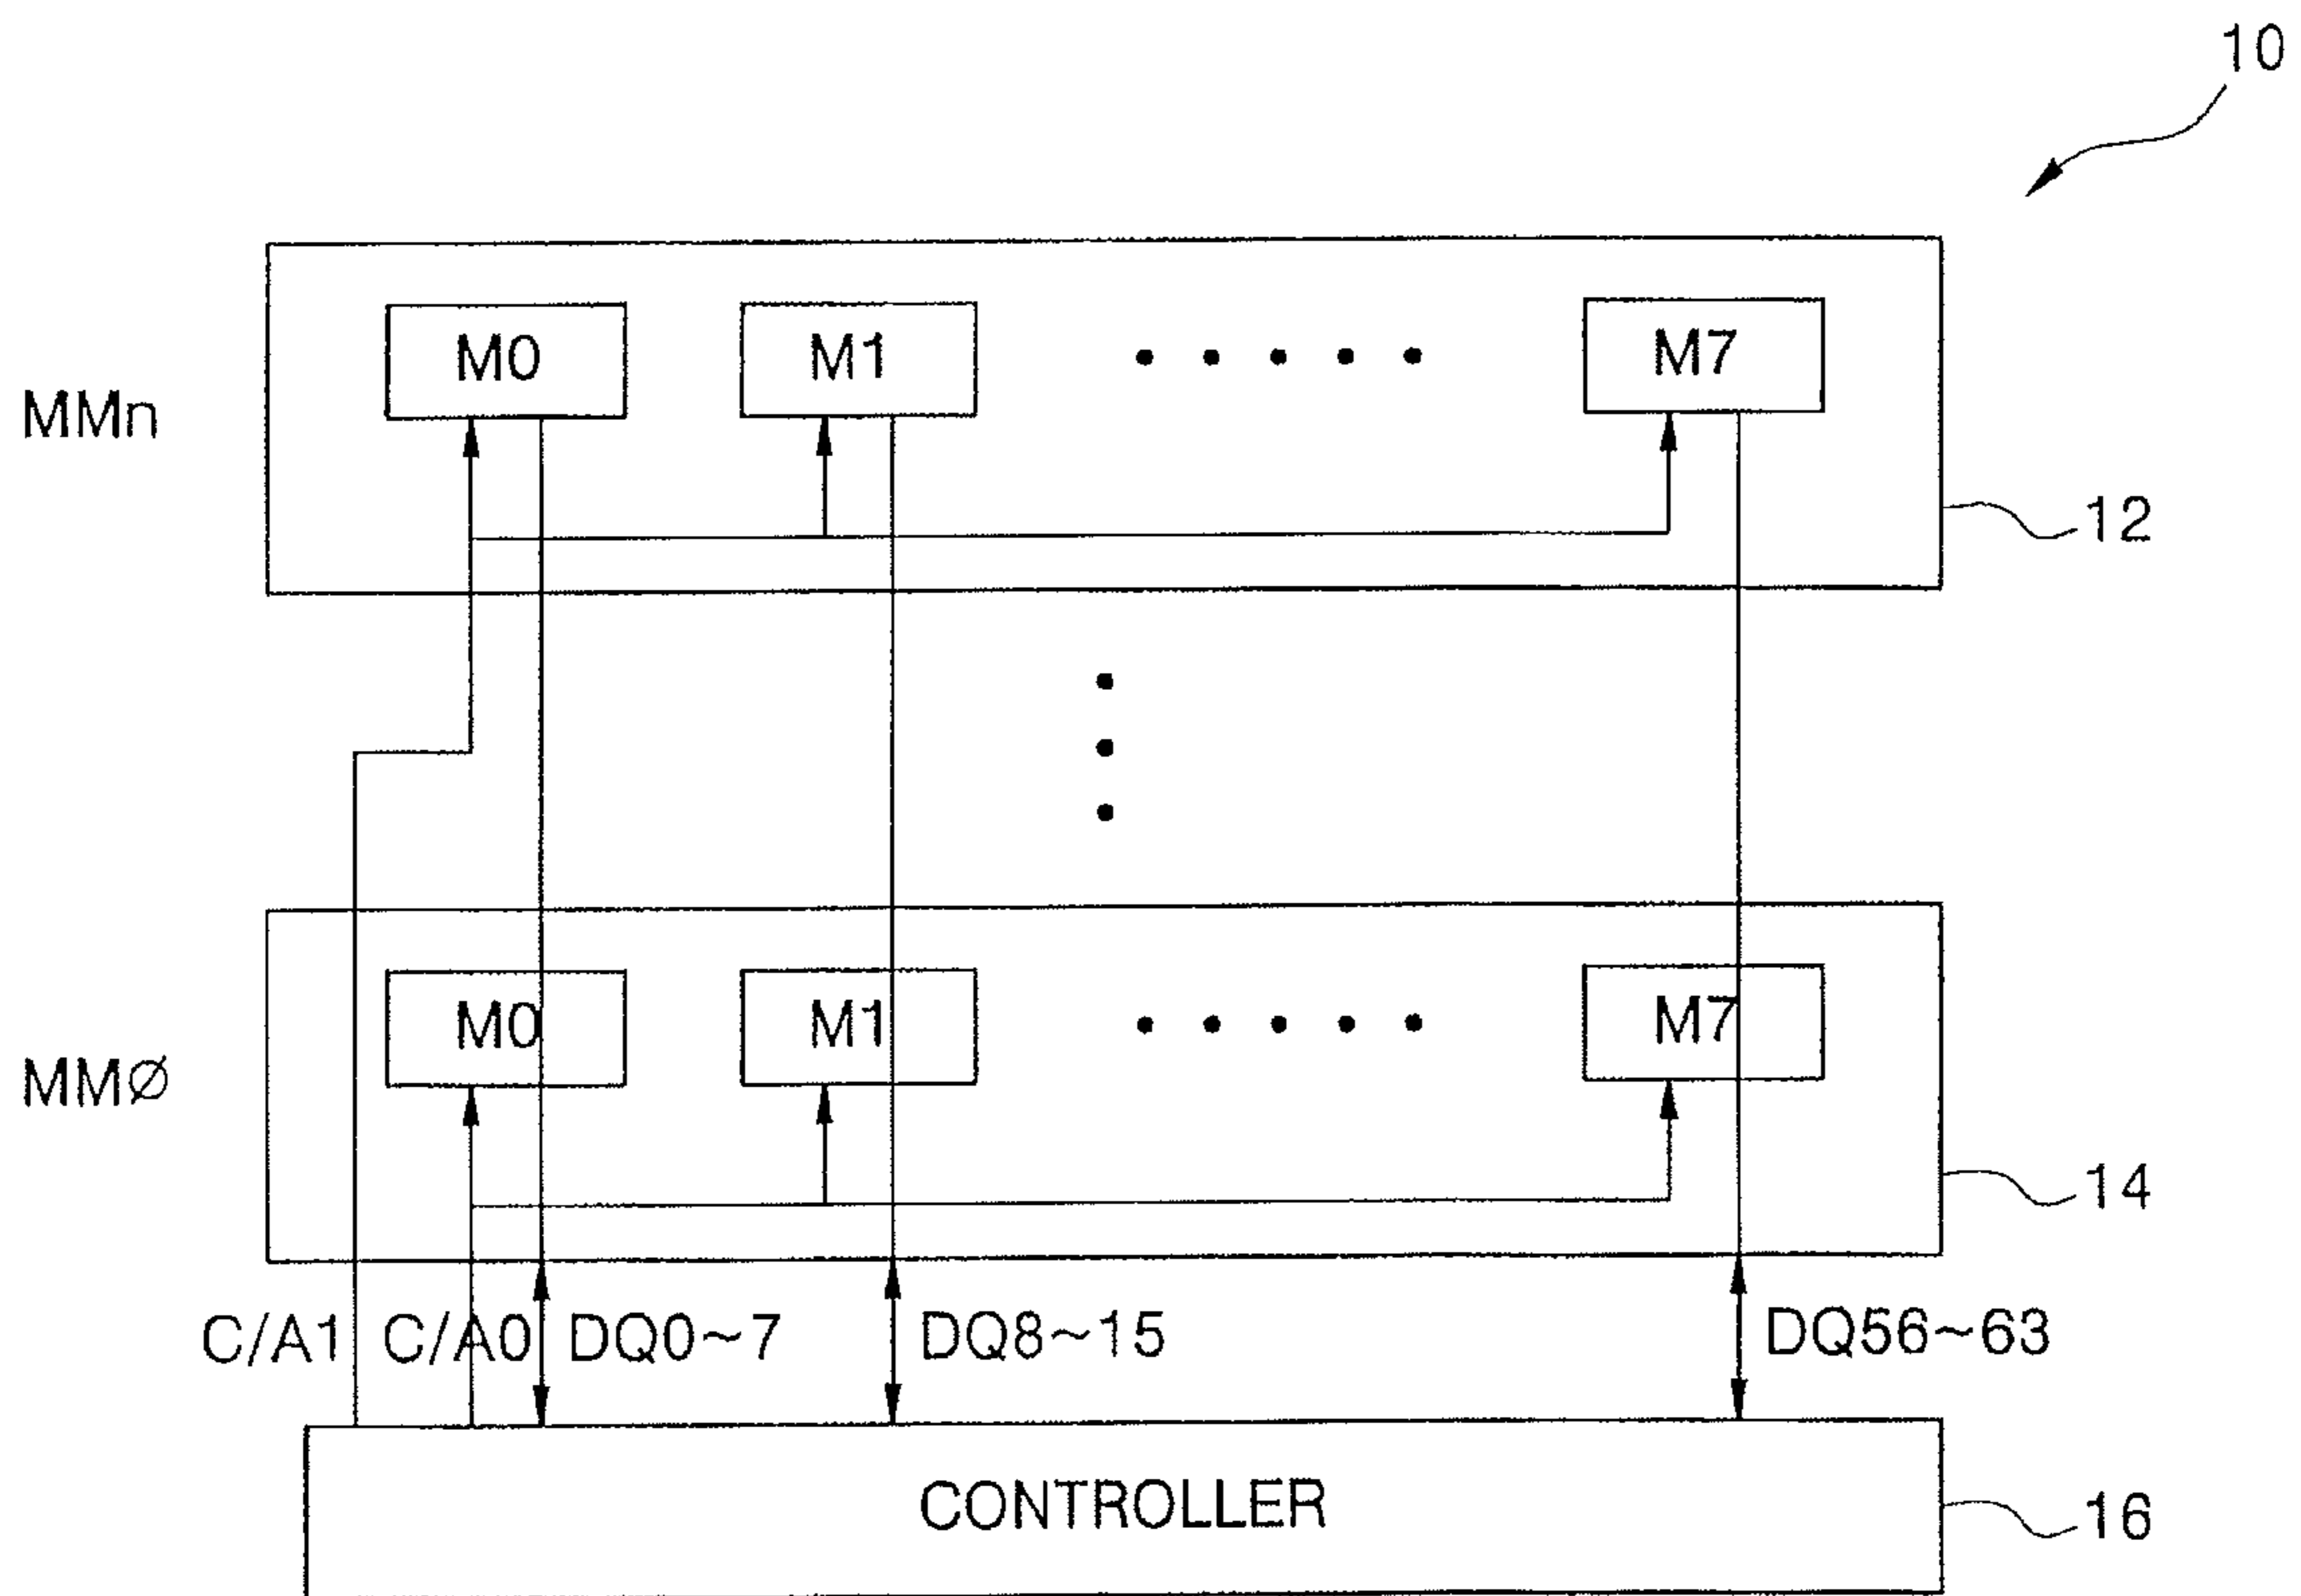 10
M0 M1 M7
MMn
12
M0 M1 M7
MMØ
14
C/A1 C/A0 DQ0~7 DQ8~15 DQ56~63
CONTROLLER
16